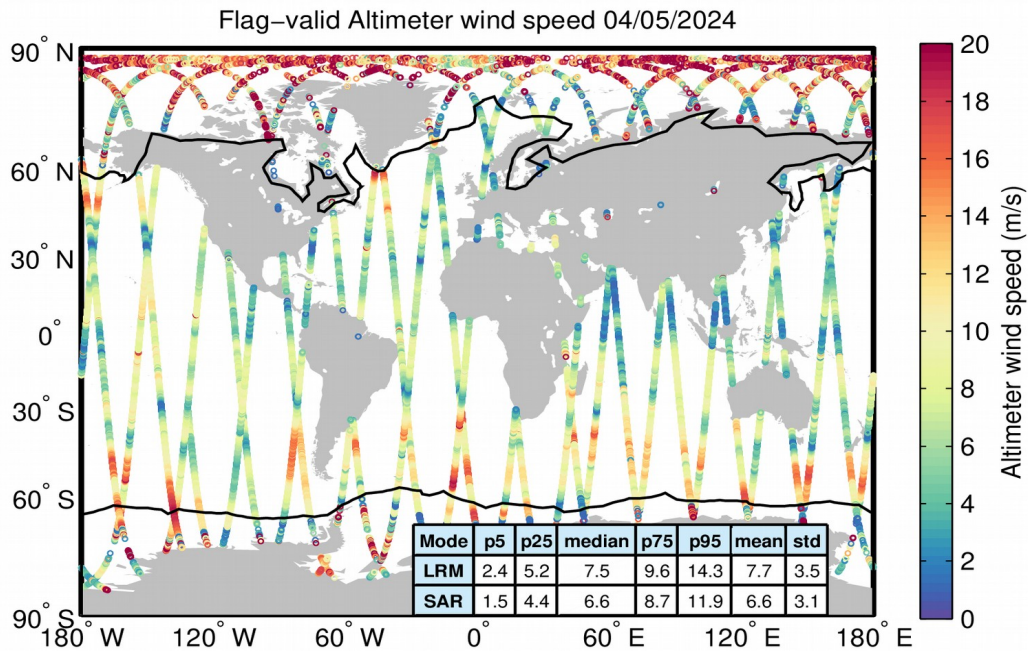 Flag−valid Altimeter wind speed 04/05/2024
90° N
60° N
30° N
0°
30° S
60° S
90° S
180° W
120° W
60° W
0°
60° E
120° E
180° E
Mode p5 p25 median p75 p95 mean std
LRM 2.4 5.2 7.5 9.6 14.3 7.7 3.5
SAR 1.5 4.4 6.6 8.7 11.9 6.6 3.1
20
18
16
14
12
10
8
6
4
2
0
Altimeter wind speed (m/s)